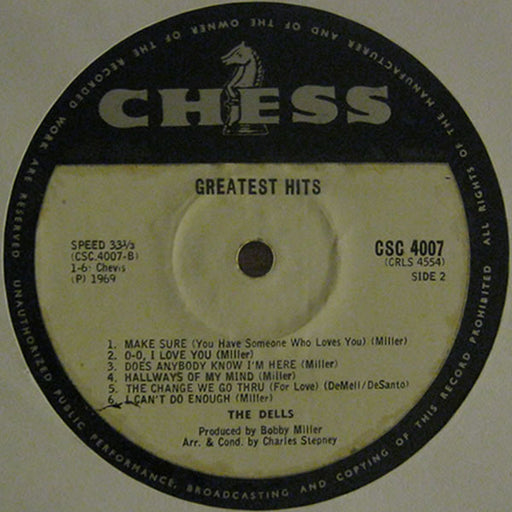 CHESS
GREATEST HITS
SPEED 33⅓
(CSC.4007-B)
1-6: Chevis
(P) 1969
CSC 4007
(CRLS 4554)
SIDE 2
1. MAKE SURE (You Have Someone Who Loves You) (Miller)
2. O-O, I LOVE YOU (Miller)
3. DOES ANYBODY KNOW I'M HERE (Miller)
4. HALLWAYS OF MY MIND (Miller)
5. THE CHANGE WE GO THRU (For Love) (DeMell/DeSanto)
6. I CAN'T DO ENOUGH (Miller)
THE DELLS
Produced by Bobby Miller
Arr. & Cond. by Charles Stepney
ALL RIGHTS OF THE MANUFACTURER AND OF THE OWNER OF THE RECORDED WORK ARE RESERVED UNAUTHORIZED PUBLIC PERFORMANCE, BROADCASTING AND COPYING OF THIS RECORD PROHIBITED